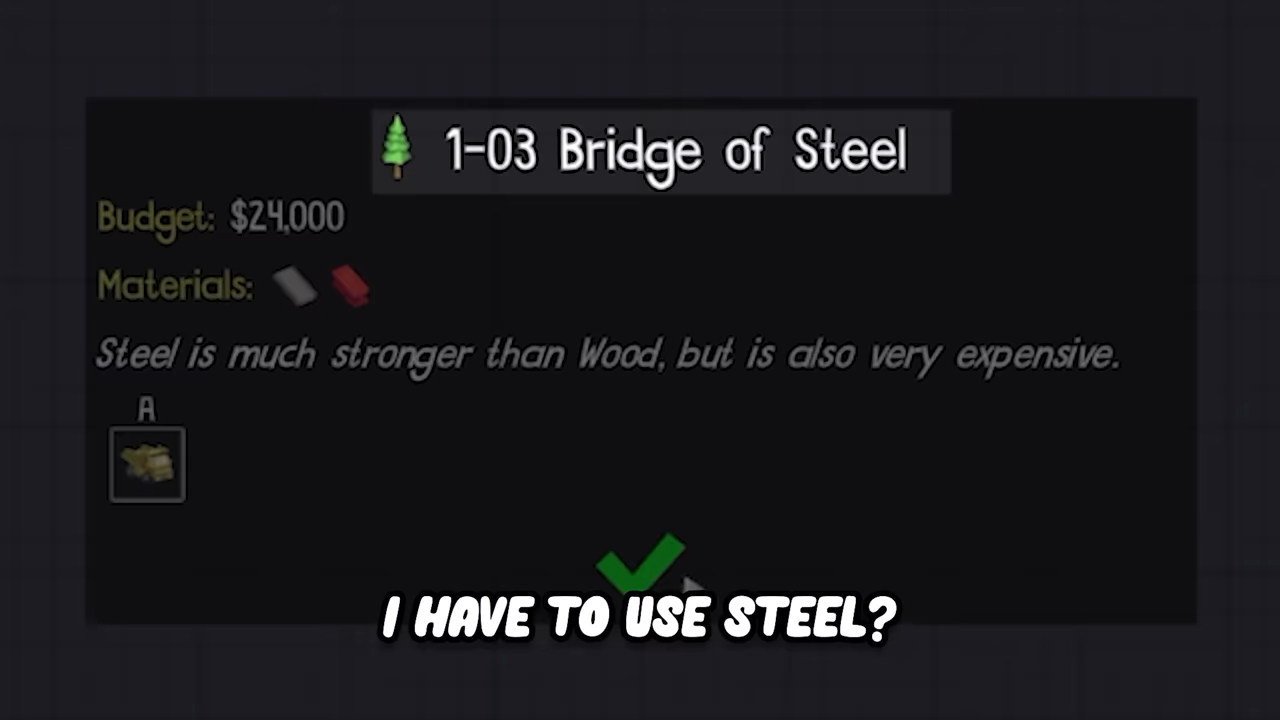 1-03 Bridge of Steel
Budget: $24,000
Materials:
Steel is much stronger than Wood, but is also very expensive.
A
I HAVE TO USE STEEL?